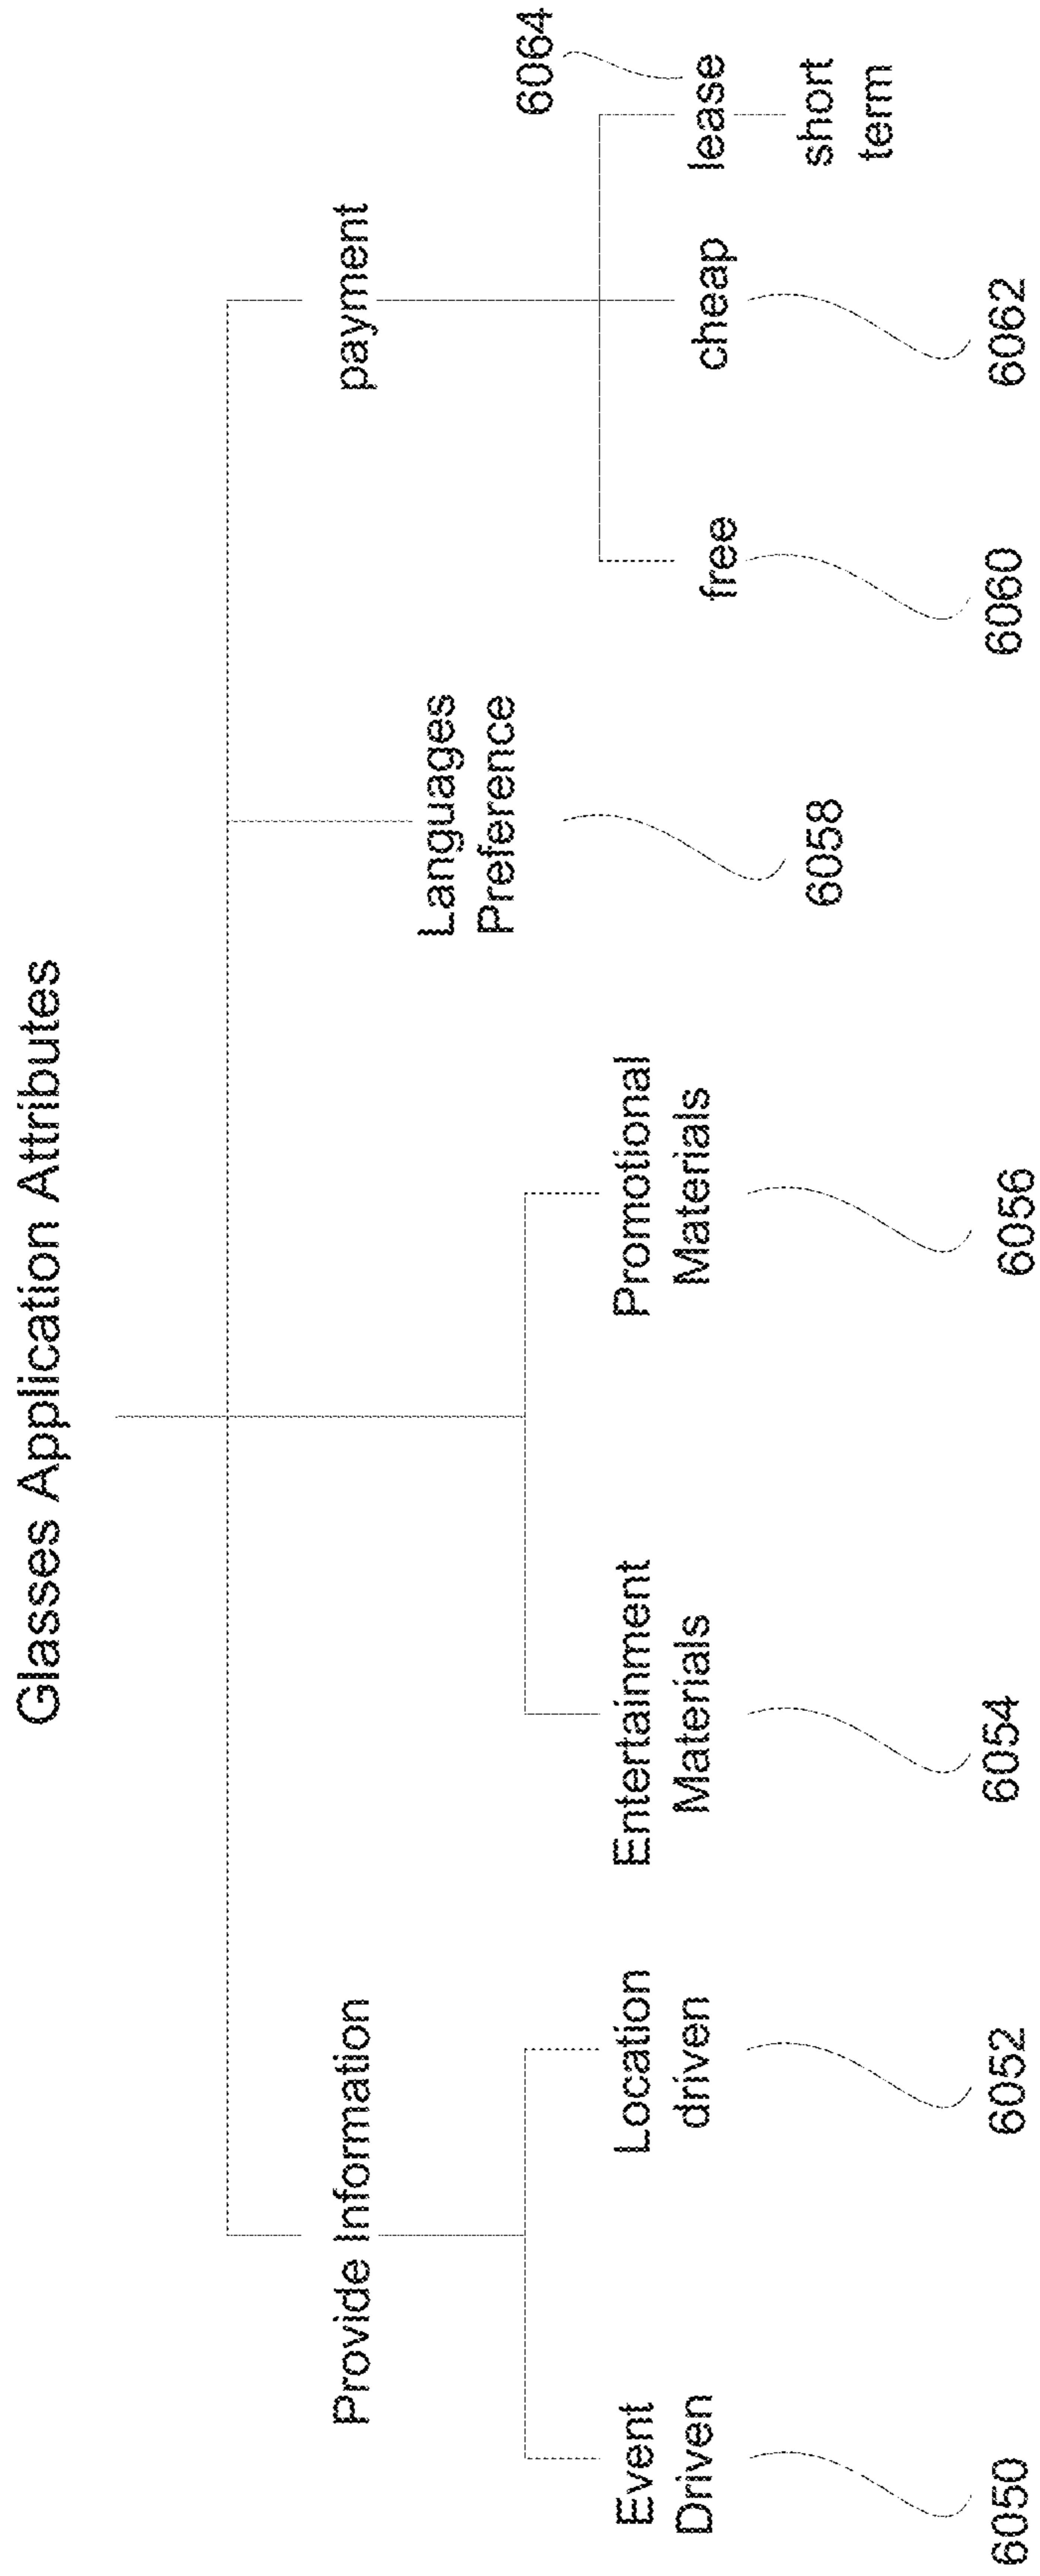 Glasses Application Attributes
Provide Information
payment
Languages
Preference
6064
Event
Driven
Location
driven
Entertainment
Materials
Promotional
Materials
free
cheap
lease
short
term
6058
6050
6052
6054
6056
6060
6062